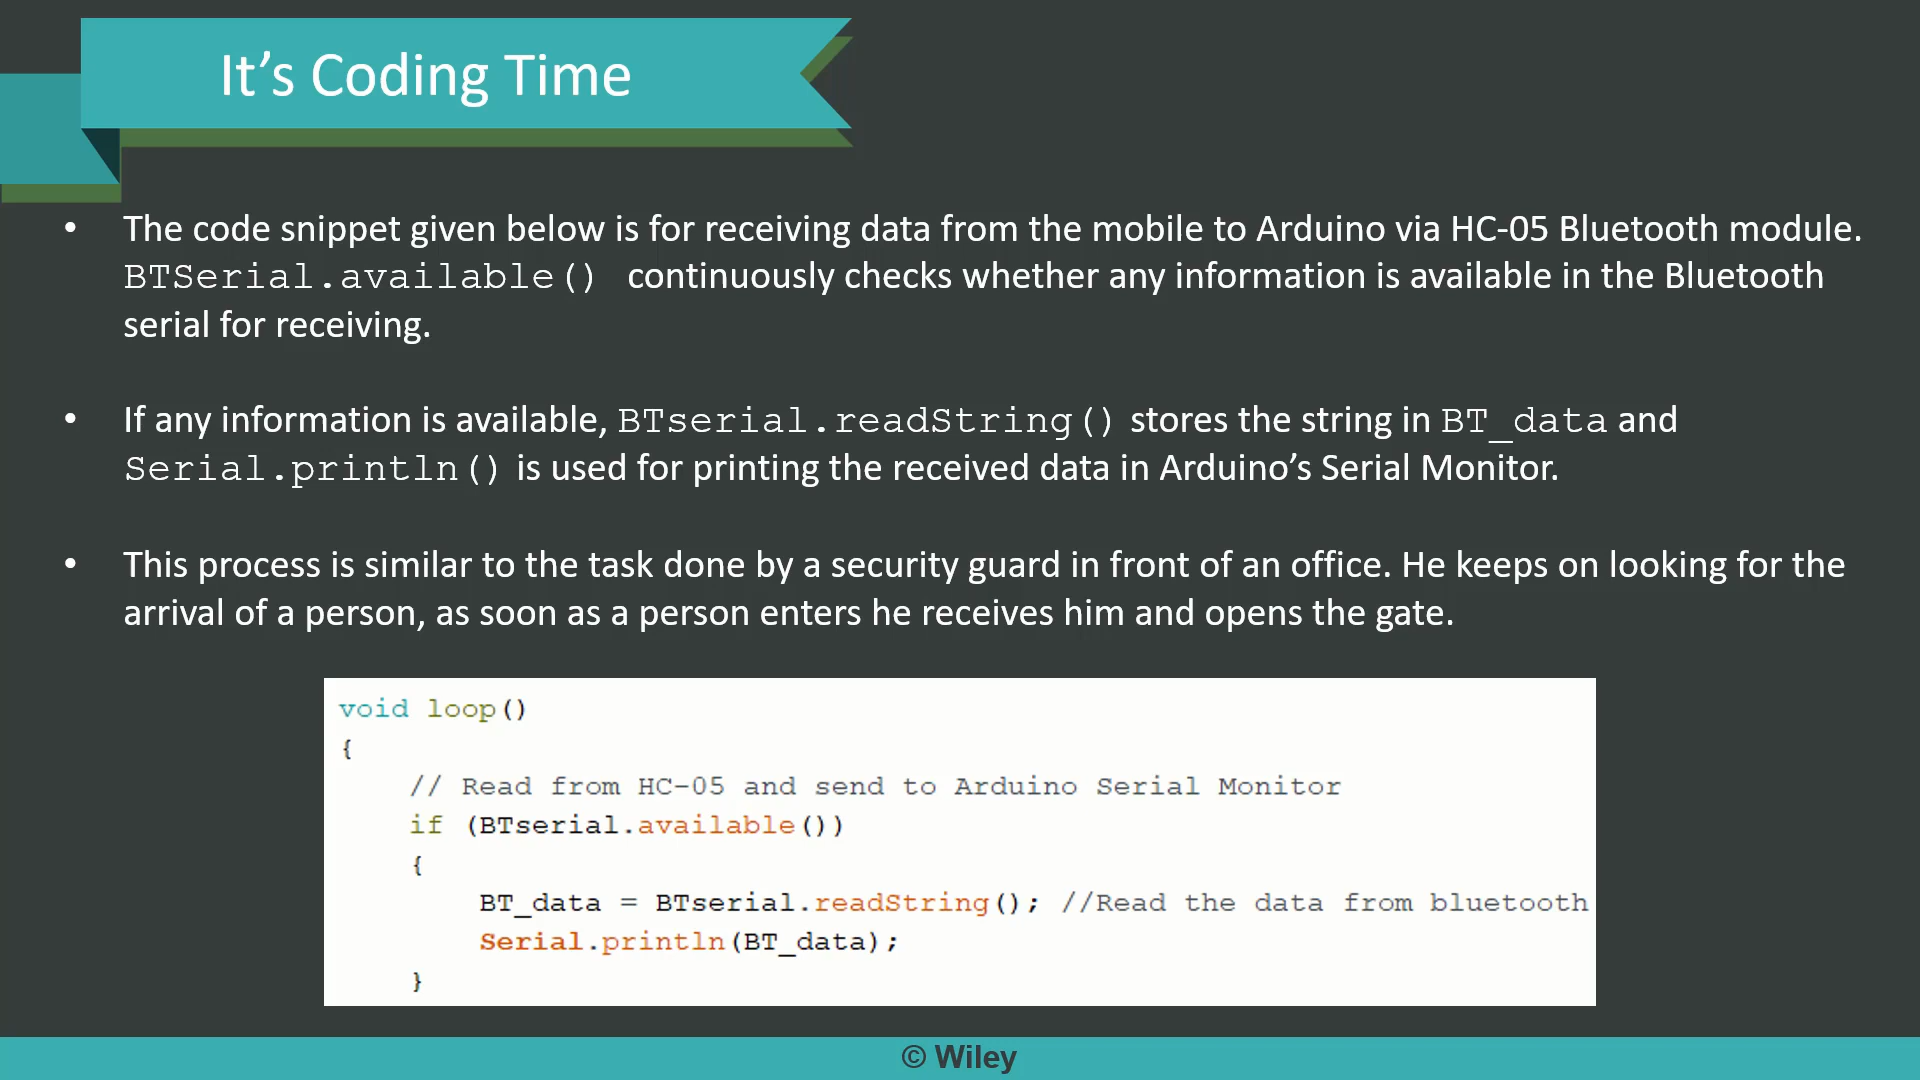 It’s Coding Time
• The code snippet given below is for receiving data from the mobile to Arduino via HC-05 Bluetooth module.
BTSerial.available() continuously checks whether any information is available in the Bluetooth
serial for receiving.
• If any information is available, BTserial.readString() stores the string in BT_data and
Serial.println() is used for printing the received data in Arduino’s Serial Monitor.
• This process is similar to the task done by a security guard in front of an office. He keeps on looking for the
arrival of a person, as soon as a person enters he receives him and opens the gate.
void loop()
{
// Read from HC-05 and send to Arduino Serial Monitor
if (BTserial.available())
{
BT_data = BTserial.readString(); //Read the data from bluetooth
Serial.println(BT_data);
}
© Wiley